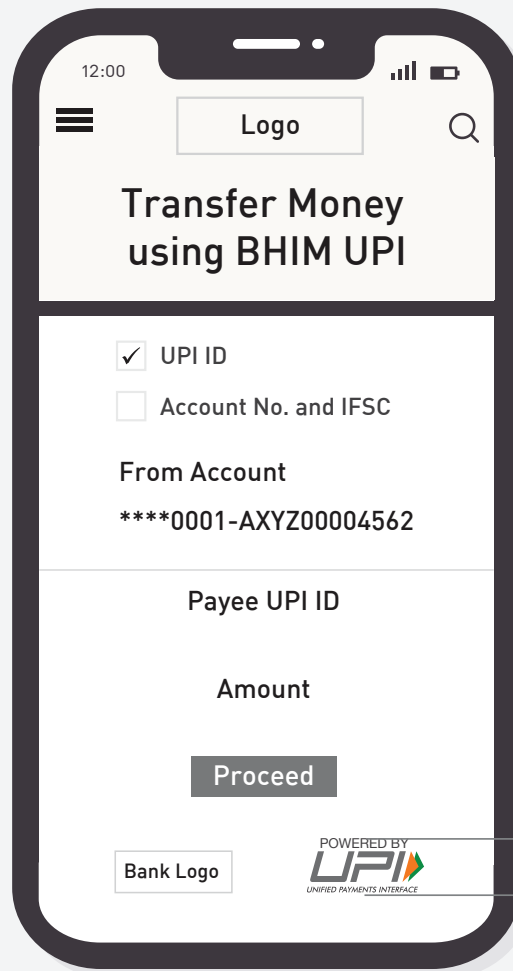 12:00
Logo
Transfer Money
using BHIM UPI
✓ UPI ID
Account No. and IFSC
From Account
****0001-AXYZ00004562
Payee UPI ID
Amount
Proceed
Bank Logo
POWERED BY
UPI
UNIFIED PAYMENTS INTERFACE